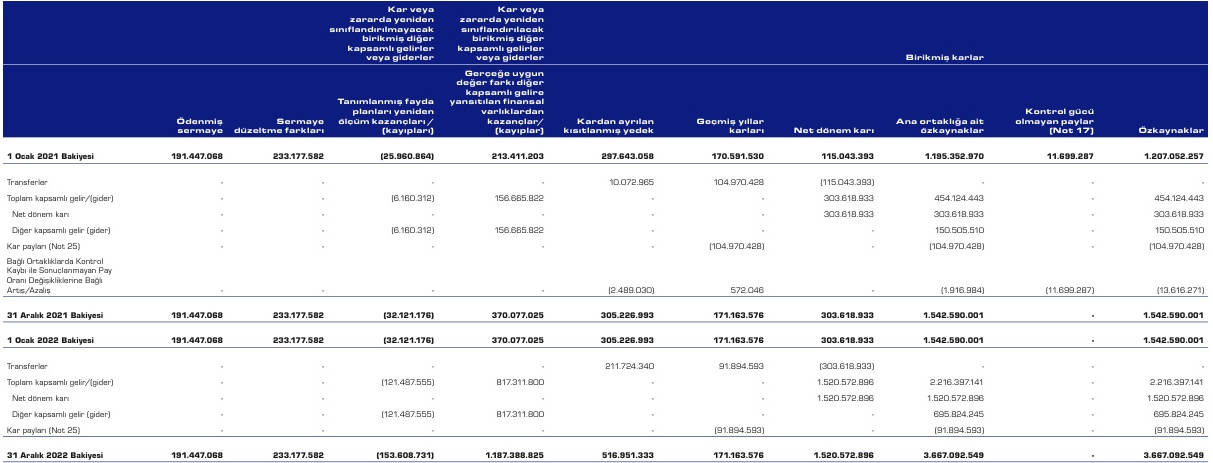 Kar veya zararda yeniden sınıflandırılmayacak birikmiş diğer kapsamlı gelirler veya giderler Kar veya zararda yeniden sınıflandırılacak birikmiş diğer kapsamlı gelirler veya giderler Birikmiş karlar
Ödenmiş sermaye Sermaye düzeltme farkları Tanımlanmış fayda planları yeniden ölçüm kazançları / (kayıpları) Gerçeğe uygun değer farkı diğer kapsamlı gelire yansıtılan finansal varlıklardan kazançlar/ (kayıplar) Kardan ayrılan kısıtlanmış yedek Geçmiş yıllar karları Net dönem karı Ana ortaklığa ait özkaynaklar Kontrol gücü olmayan paylar (Not 17) Özkaynaklar
1 Ocak 2021 Bakiyesi 191.447.068 233.177.582 (25.960.864) 213.411.203 297.643.058 170.591.530 115.043.393 1.195.352.970 11.699.287 1.207.052.257
Transferler - - - - 10.072.965 104.970.428 (115.043.393) - - -
Toplam kapsamlı gelir/(gider) - - (6.160.312) 156.665.822 - - 303.618.933 454.124.443 - 454.124.443
Net dönem karı - - - - - - 303.618.933 303.618.933 - 303.618.933
Diğer kapsamlı gelir (gider) - - (6.160.312) 156.665.822 - - - 150.505.510 - 150.505.510
Kar payları (Not 25) - - - - - (104.970.428) - (104.970.428) - (104.970.428)
Bağlı Ortaklıklarda Kontrol
Kaybı ile Sonuçlanmayan Pay
Oranı Değişikliklerine Bağlı
Artış/Azalış - - - - (2.489.030) 572.046 - (1.916.984) (11.699.287) (13.616.271)
31 Aralık 2021 Bakiyesi 191.447.068 233.177.582 (32.121.176) 370.077.025 305.226.993 171.163.576 303.618.933 1.542.590.001 - 1.542.590.001
1 Ocak 2022 Bakiyesi 191.447.068 233.177.582 (32.121.176) 370.077.025 305.226.993 171.163.576 303.618.933 1.542.590.001 - 1.542.590.001
Transferler - - - - 211.724.340 91.894.593 (303.618.933) - - -
Toplam kapsamlı gelir/(gider) - - (121.487.555) 817.311.800 - - 1.520.572.896 2.216.397.141 - 2.216.397.141
Net dönem karı - - - - - - 1.520.572.896 1.520.572.896 - 1.520.572.896
Diğer kapsamlı gelir (gider) - - (121.487.555) 817.311.800 - - - 695.824.245 - 695.824.245
Kar payları (Not 25) - - - - - (91.894.593) - (91.894.593) - (91.894.593)
31 Aralık 2022 Bakiyesi 191.447.068 233.177.582 (153.608.731) 1.187.388.825 516.951.333 171.163.576 1.520.572.896 3.667.092.549 - 3.667.092.549